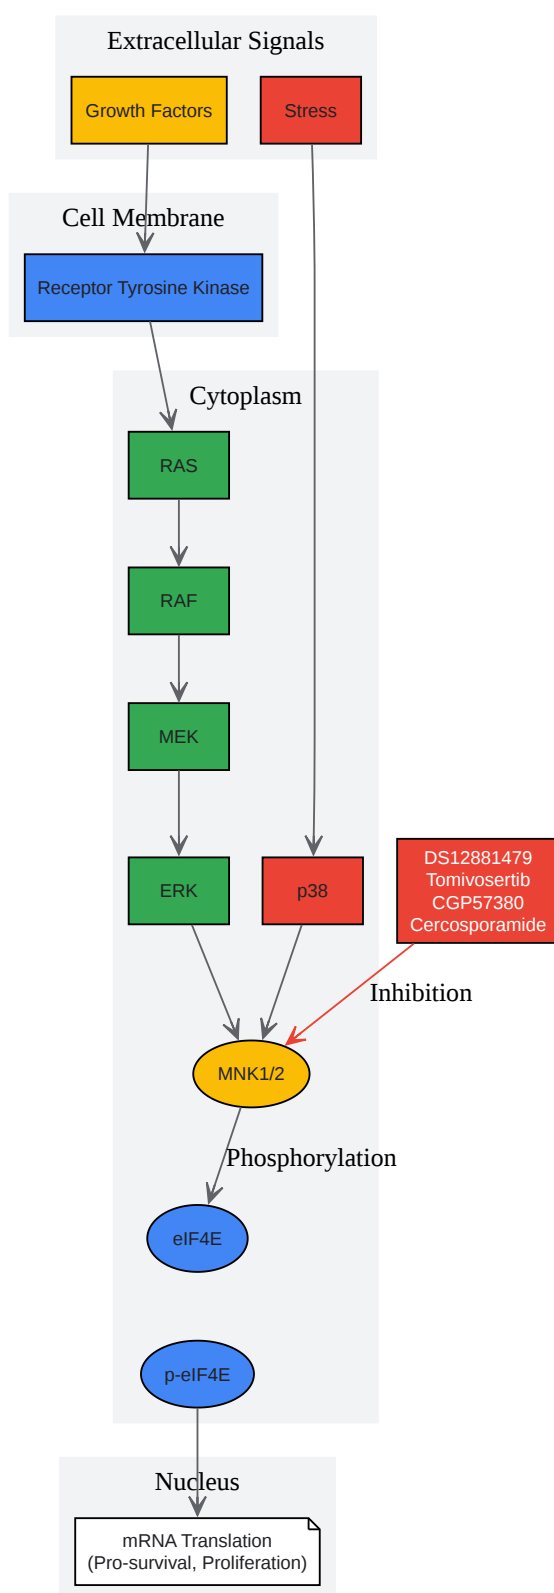 Extracellular Signals
Growth Factors
Stress
Cell Membrane
Receptor Tyrosine Kinase
Cytoplasm
RAS
RAF
MEK
ERK
p38
DS12881479
Tomivosertib
CGP57380
Cercosporamide
Inhibition
MNK1/2
Phosphorylation
eIF4E
p-eIF4E
Nucleus
mRNA Translation
(Pro-survival, Proliferation)